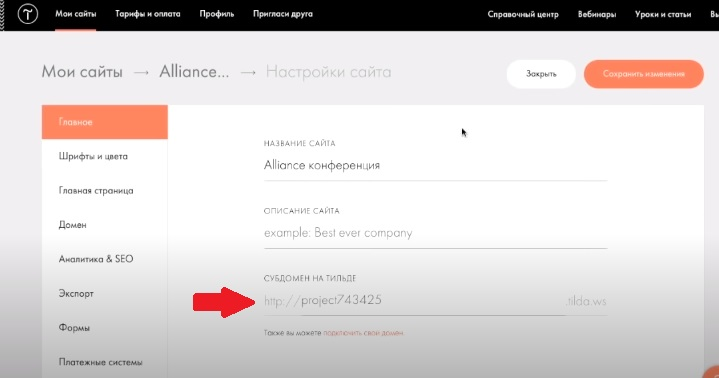 Мои сайты Тарифы и оплата Профиль Пригласи друга Справочный центр Вебинары Уроки и статьи
Мои сайты → Alliance... → Настройки сайта Закрыть Сохранить изменения
Главное
Шрифты и цвета
Главная страница
Домен
Аналитика & SEO
Экспорт
Формы
Платежные системы
НАЗВАНИЕ САЙТА
Alliance конференция
ОПИСАНИЕ САЙТА
example: Best ever company
СУБДОМЕН НА ТИЛЬДЕ
http://project743425 .tilda.ws
Также вы можете подключить свой домен